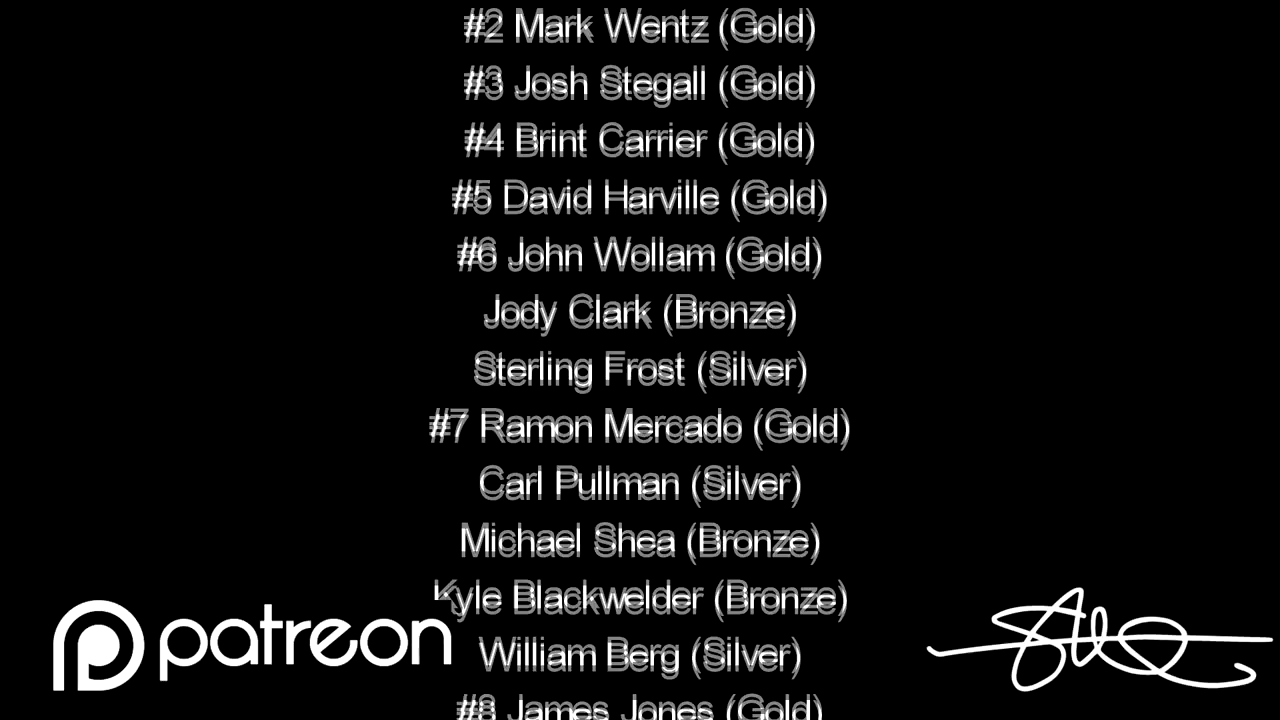 #2 Mark Wentz (Gold)
#3 Josh Stegall (Gold)
#4 Brint Carrier (Gold)
#5 David Harville (Gold)
#6 John Wollam (Gold)
Jody Clark (Bronze)
Sterling Frost (Silver)
#7 Ramon Mercado (Gold)
Carl Pullman (Silver)
Michael Shea (Bronze)
Kyle Blackwelder (Bronze)
William Berg (Silver)
#8 James Jones (Gold)
patreon